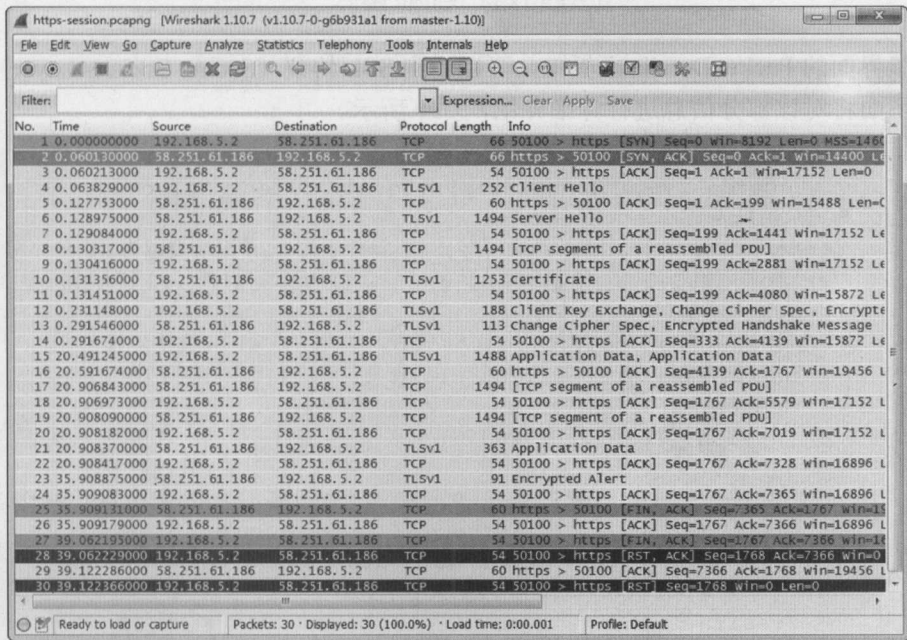 https-session.pcapng [Wireshark 1.10.7 (v1.10.7-0-g6b931a1 from master-1.10)]
File Edit View Go Capture Analyze Statistics Telephony Tools Internals Help
Filter: Expression... Clear Apply Save
No. Time Source Destination Protocol Length Info
1 0.000000000 192.168.5.2 58.251.61.186 TCP 66 50100 > https [SYN] Seq=0 Win=8192 Len=0 MSS=1460
2 0.060130000 58.251.61.186 192.168.5.2 TCP 66 https > 50100 [SYN, ACK] Seq=0 Ack=1 Win=14400 Le
3 0.060213000 192.168.5.2 58.251.61.186 TCP 54 50100 > https [ACK] Seq=1 Ack=1 Win=17152 Len=0
4 0.063829000 192.168.5.2 58.251.61.186 TLSv1 252 Client Hello
5 0.127753000 58.251.61.186 192.168.5.2 TCP 60 https > 50100 [ACK] Seq=1 Ack=199 Win=15488 Len=0
6 0.128975000 58.251.61.186 192.168.5.2 TLSv1 1494 Server Hello
7 0.129084000 192.168.5.2 58.251.61.186 TCP 54 50100 > https [ACK] Seq=199 Ack=1441 Win=17152 Le
8 0.130317000 58.251.61.186 192.168.5.2 TCP 1494 [TCP segment of a reassembled PDU]
9 0.130416000 192.168.5.2 58.251.61.186 TCP 54 50100 > https [ACK] Seq=199 Ack=2881 Win=17152 Le
10 0.131356000 58.251.61.186 192.168.5.2 TLSv1 1253 Certificate
11 0.131451000 192.168.5.2 58.251.61.186 TCP 54 50100 > https [ACK] Seq=199 Ack=4080 Win=15872 Le
12 0.231148000 192.168.5.2 58.251.61.186 TLSv1 188 Client Key Exchange, Change Cipher Spec, Encrypte
13 0.291546000 58.251.61.186 192.168.5.2 TLSv1 113 Change Cipher Spec, Encrypted Handshake Message
14 0.291674000 192.168.5.2 58.251.61.186 TCP 54 50100 > https [ACK] Seq=333 Ack=4139 Win=15872 Le
15 20.491245000 192.168.5.2 58.251.61.186 TLSv1 1488 Application Data, Application Data
16 20.591674000 58.251.61.186 192.168.5.2 TCP 60 https > 50100 [ACK] Seq=4139 Ack=1767 Win=19456 L
17 20.906843000 58.251.61.186 192.168.5.2 TCP 1494 [TCP segment of a reassembled PDU]
18 20.906973000 192.168.5.2 58.251.61.186 TCP 54 50100 > https [ACK] Seq=1767 Ack=5579 Win=17152 L
19 20.908090000 58.251.61.186 192.168.5.2 TCP 1494 [TCP segment of a reassembled PDU]
20 20.908182000 192.168.5.2 58.251.61.186 TCP 54 50100 > https [ACK] Seq=1767 Ack=7019 Win=17152 L
21 20.908370000 58.251.61.186 192.168.5.2 TLSv1 363 Application Data
22 20.908417000 192.168.5.2 58.251.61.186 TCP 54 50100 > https [ACK] Seq=1767 Ack=7328 Win=16896 L
23 35.908875000 58.251.61.186 192.168.5.2 TLSv1 91 Encrypted Alert
24 35.909083000 192.168.5.2 58.251.61.186 TCP 54 50100 > https [ACK] Seq=1767 Ack=7365 Win=16896 L
25 35.909131000 58.251.61.186 192.168.5.2 TCP 60 https > 50100 [FIN, ACK] Seq=7365 Ack=1767 Win=19
26 35.909179000 192.168.5.2 58.251.61.186 TCP 54 50100 > https [ACK] Seq=1767 Ack=7366 Win=16896 L
27 39.062195000 192.168.5.2 58.251.61.186 TCP 54 50100 > https [FIN, ACK] Seq=1767 Ack=7366 Win=16
28 39.062229000 192.168.5.2 58.251.61.186 TCP 54 50100 > https [RST, ACK] Seq=1768 Ack=7366 Win=0
29 39.122286000 58.251.61.186 192.168.5.2 TCP 60 https > 50100 [ACK] Seq=7366 Ack=1768 Win=19456 L
30 39.122366000 192.168.5.2 58.251.61.186 TCP 54 50100 > https [RST] Seq=1768 Win=0 Len=0
Ready to load or capture Packets: 30 · Displayed: 30 (100.0%) · Load time: 0:00.001 Profile: Default